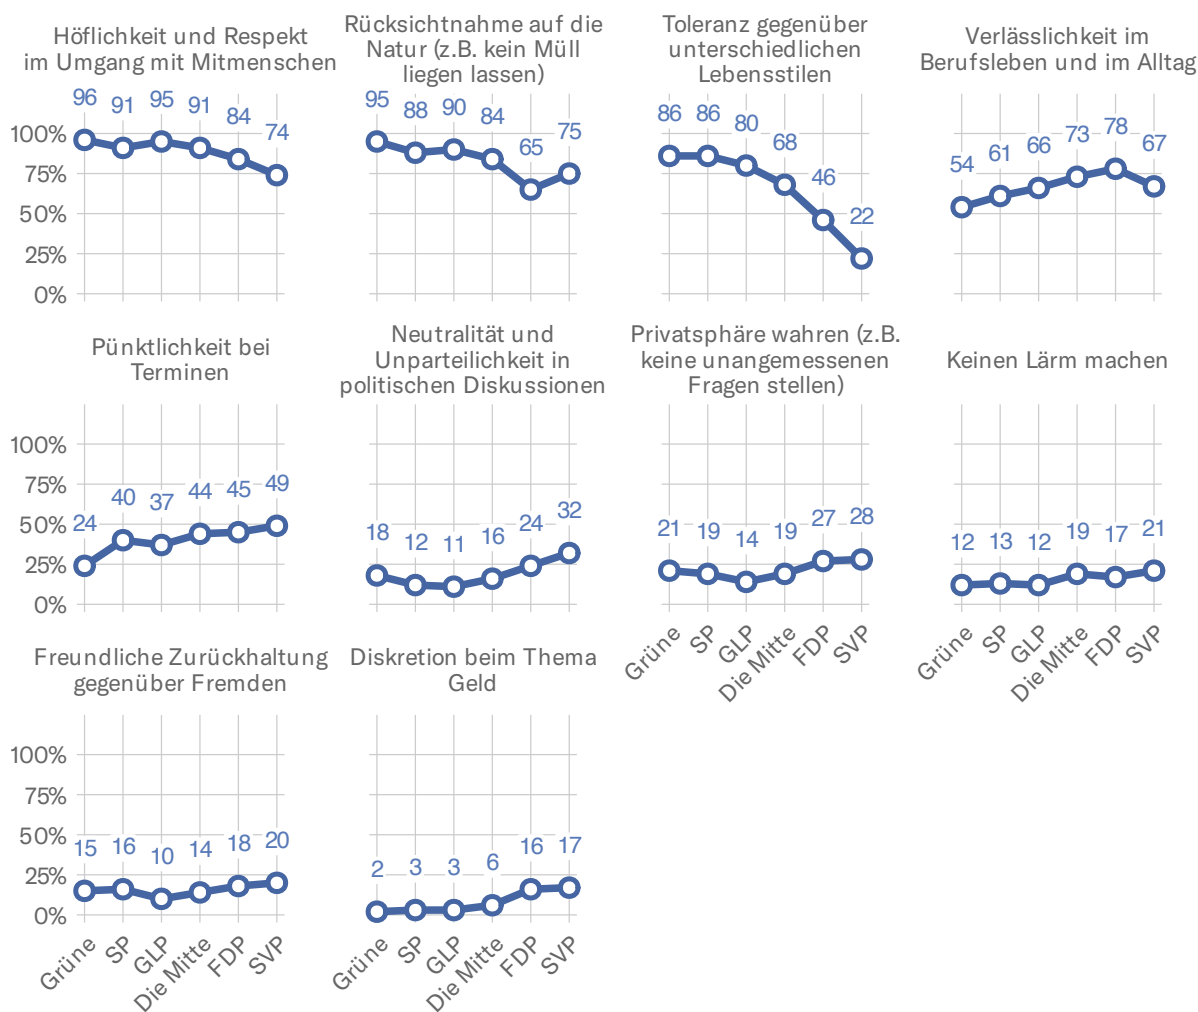 Höflichkeit und Respekt
im Umgang mit Mitmenschen
96 91 95 91 84 74
100%
75%
50%
25%
0%
Rücksichtnahme auf die
Natur (z.B. kein Müll
liegen lassen)
95 88 90 84 65 75
Toleranz gegenüber
unterschiedlichen
Lebensstilen
86 86 80 68 46 22
Verlässlichkeit im
Berufsleben und im Alltag
54 61 66 73 78 67
Pünktlichkeit bei
Terminen
100%
75%
50%
25%
0%
24 40 37 44 45 49
Neutralität und
Unparteilichkeit in
politischen Diskussionen
18 12 11 16 24 32
Privatsphäre wahren (z.B.
keine unangemessenen
Fragen stellen)
21 19 14 19 27 28
Grüne SP GLP Die Mitte FDP SVP
Keinen Lärm machen
12 13 12 19 17 21
Grüne SP GLP Die Mitte FDP SVP
Freundliche Zurückhaltung
gegenüber Fremden
100%
75%
50%
25%
0%
15 16 10 14 18 20
Grüne SP GLP Die Mitte FDP SVP
Diskretion beim Thema
Geld
2 3 3 6 16 17
Grüne SP GLP Die Mitte FDP SVP